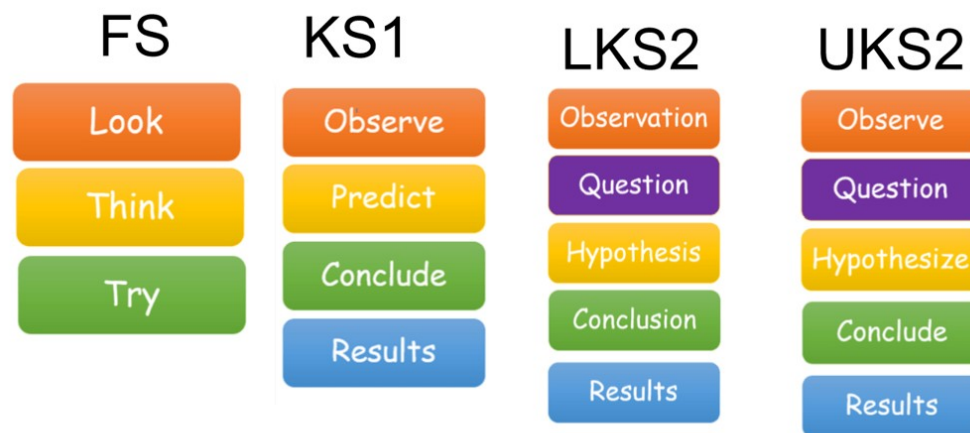 FS
Look
Think
Try
KS1
Observe
Predict
Conclude
Results
LKS2
Observation
Question
Hypothesis
Conclusion
Results
UKS2
Observe
Question
Hypothesize
Conclude
Results